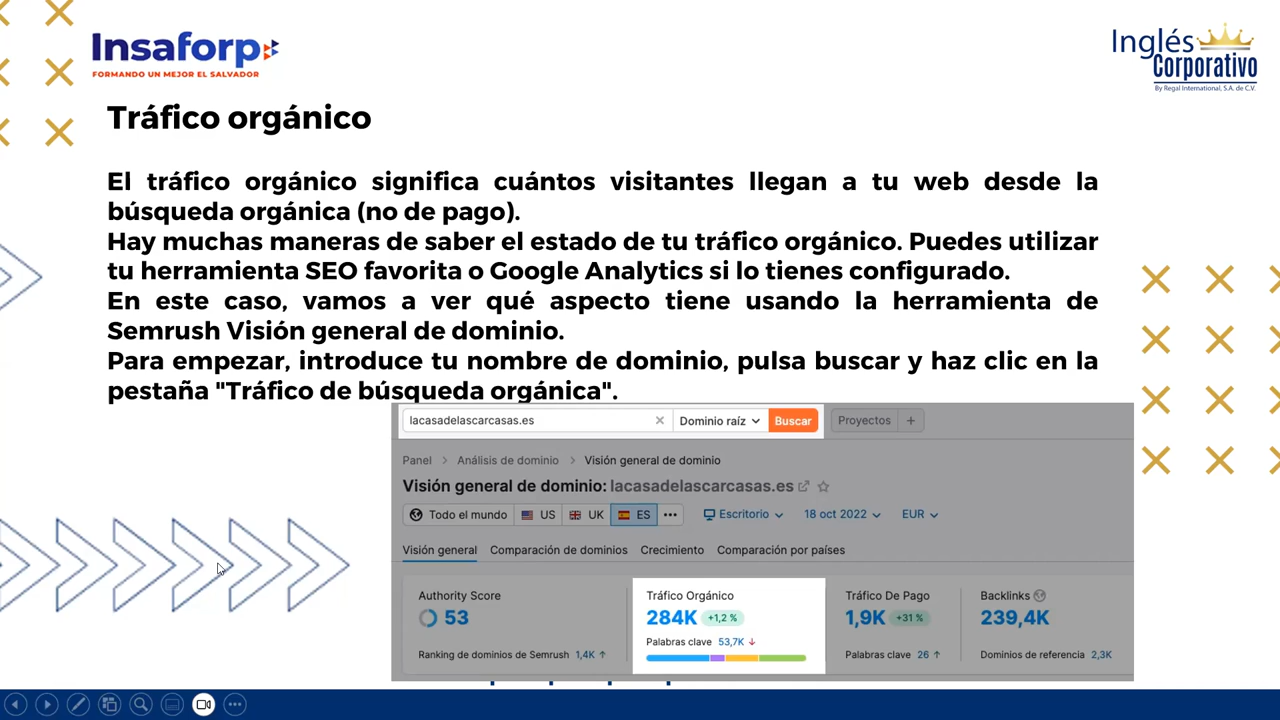 Insaforp
FORMANDO UN MEJOR EL SALVADOR
Inglés
Corporativo
By Regal International, S.A. de C.V.
Tráfico orgánico
El tráfico orgánico significa cuántos visitantes llegan a tu web desde la
búsqueda orgánica (no de pago).
Hay muchas maneras de saber el estado de tu tráfico orgánico. Puedes utilizar
tu herramienta SEO favorita o Google Analytics si lo tienes configurado.
En este caso, vamos a ver qué aspecto tiene usando la herramienta de
Semrush Visión general de dominio.
Para empezar, introduce tu nombre de dominio, pulsa buscar y haz clic en la
pestaña "Tráfico de búsqueda orgánica".
lacasadelascarcasas.es Dominio raíz Buscar Proyectos +
Panel > Análisis de dominio > Visión general de dominio
Visión general de dominio: lacasadelascarcasas.es
Todo el mundo US UK ES ••• Escritorio 18 oct 2022 EUR
Visión general Comparación de dominios Crecimiento Comparación por países
Authority Score Tráfico Orgánico Tráfico De Pago Backlinks
53 284K +1,2 % 1,9K +31 % 239,4K
Palabras clave 53,7K ↓
Ranking de dominios de Semrush 1,4K ↑ Palabras clave 26 ↑ Dominios de referencia 2,3K